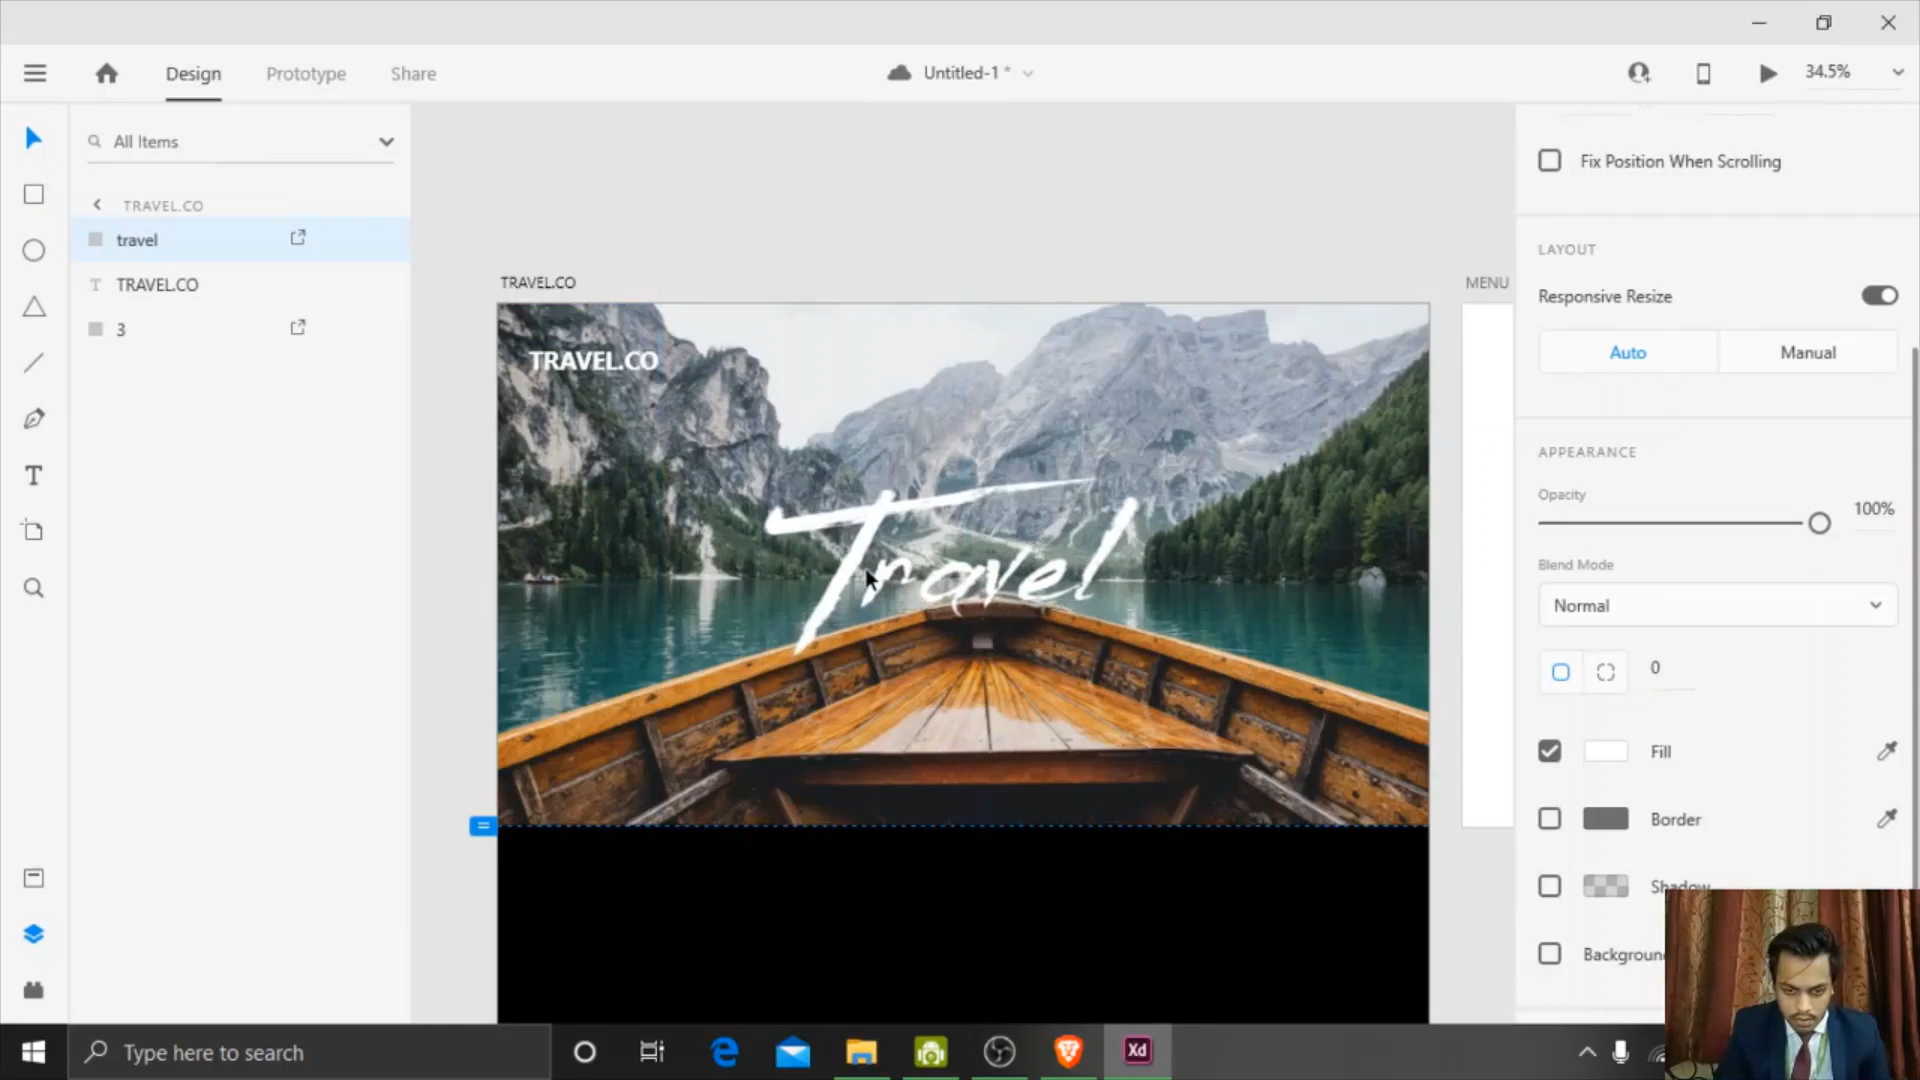 Design
Prototype
Share
Untitled-1 *
34.5%
All Items
TRAVEL.CO
travel
TRAVEL.CO
3
TRAVEL.CO
MENU
TRAVEL.CO
Travel
Fix Position When Scrolling
LAYOUT
Responsive Resize
Auto
Manual
APPEARANCE
Opacity
100%
Blend Mode
Normal
0
Fill
Border
Shadow
Background
T
T
Type here to search
Xd